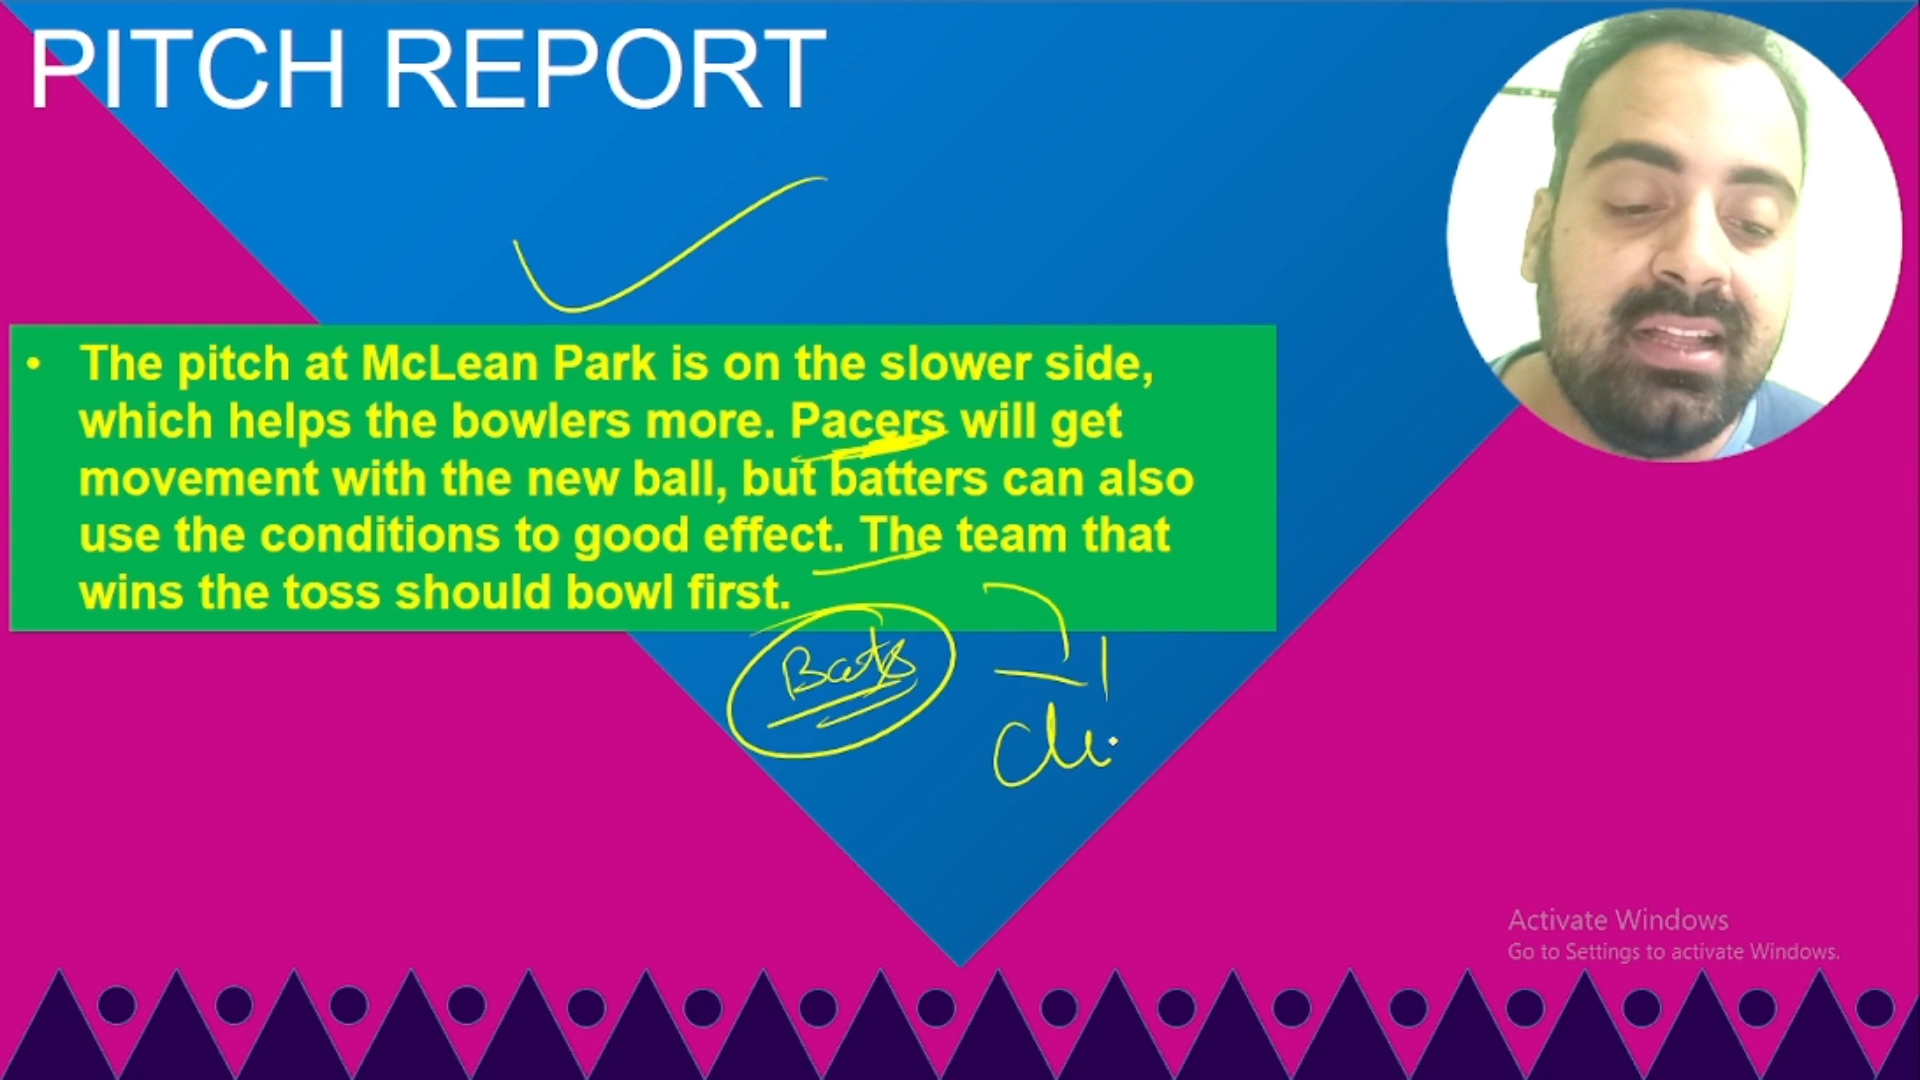 PITCH REPORT
• The pitch at McLean Park is on the slower side,
which helps the bowlers more. Pacers will get
movement with the new ball, but batters can also
use the conditions to good effect. The team that
wins the toss should bowl first.
Activate Windows
Go to Settings to activate Windows.